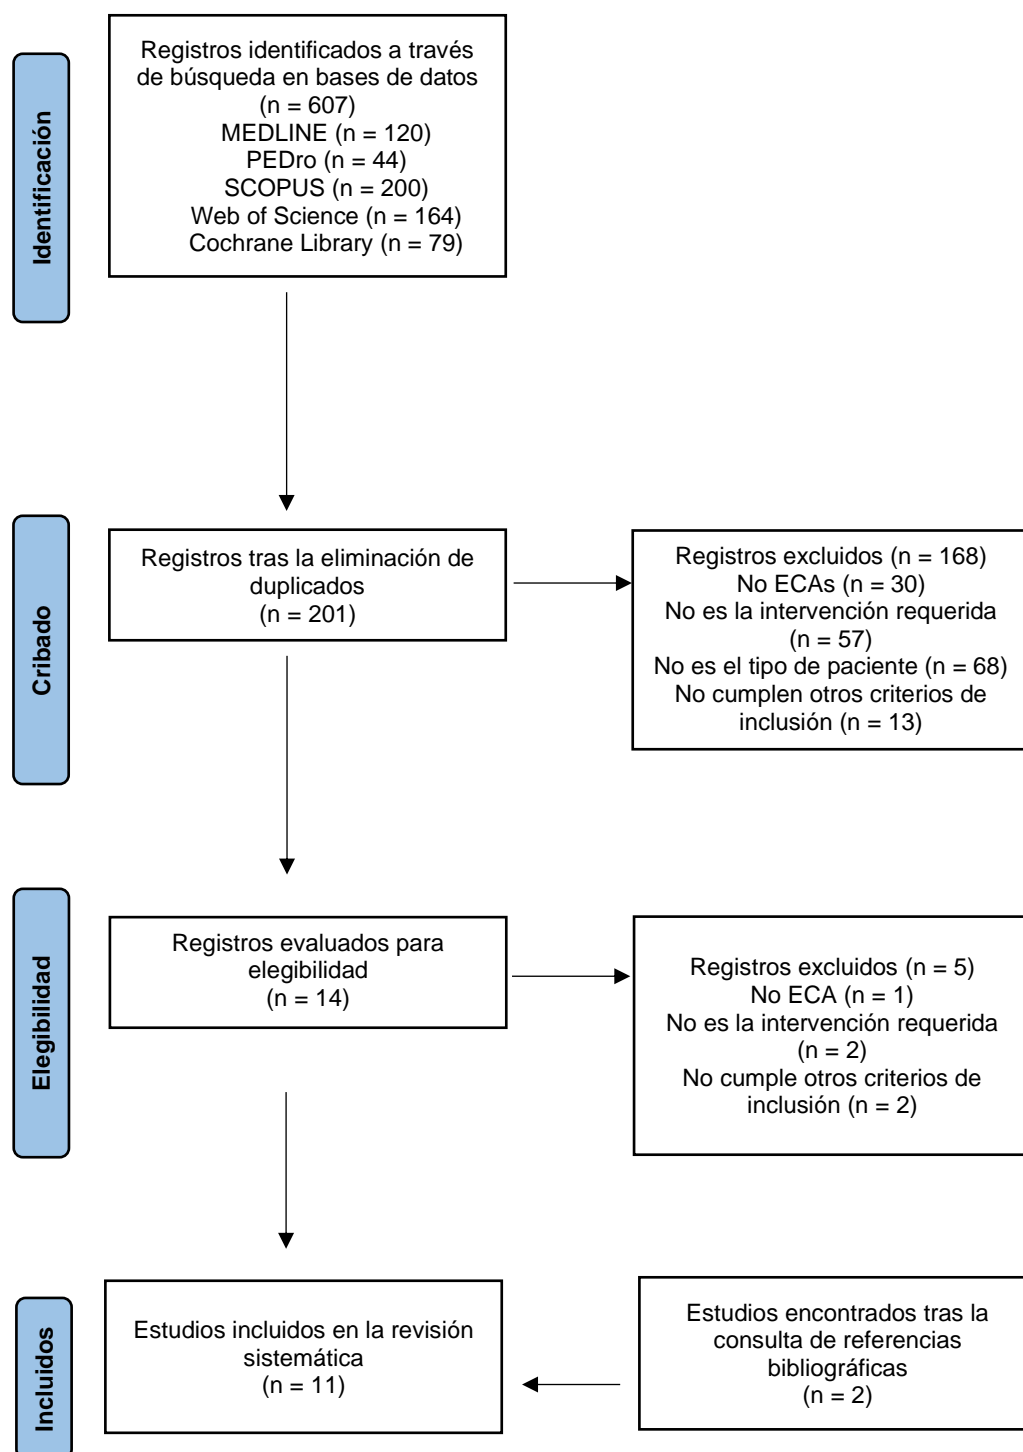 Identificación
Registros identificados a través
de búsqueda en bases de datos
(n = 607)
MEDLINE (n = 120)
PEDro (n = 44)
SCOPUS (n = 200)
Web of Science (n = 164)
Cochrane Library (n = 79)
Cribado
Registros tras la eliminación de
duplicados
(n = 201)
Registros excluidos (n = 168)
No ECAs (n = 30)
No es la intervención requerida
(n = 57)
No es el tipo de paciente (n = 68)
No cumplen otros criterios de
inclusión (n = 13)
Elegibilidad
Registros evaluados para
elegibilidad
(n = 14)
Registros excluidos (n = 5)
No ECA (n = 1)
No es la intervención requerida
(n = 2)
No cumple otros criterios de
inclusión (n = 2)
Incluidos
Estudios incluidos en la revisión
sistemática
(n = 11)
Estudios encontrados tras la
consulta de referencias
bibliográficas
(n = 2)